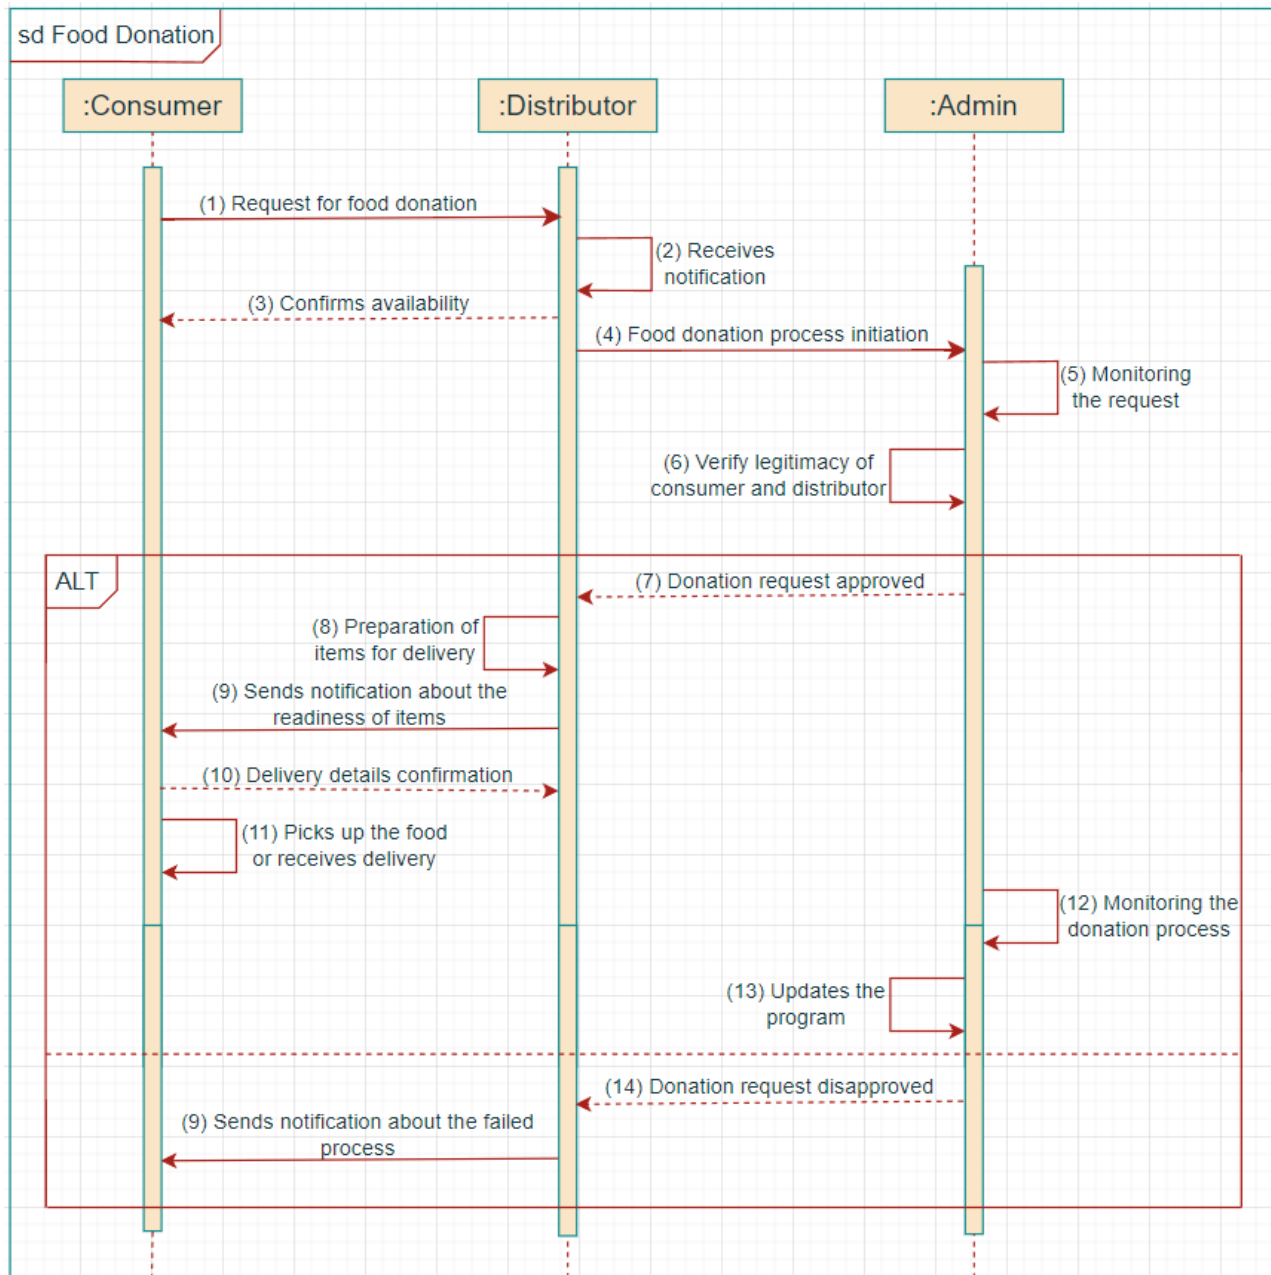 sd Food Donation
:Consumer
:Distributor
:Admin
(1) Request for food donation
(2) Receives
notification
(3) Confirms availability
(4) Food donation process initiation
(5) Monitoring
the request
(6) Verify legitimacy of
consumer and distributor
ALT
(7) Donation request approved
(8) Preparation of
items for delivery
(9) Sends notification about the
readiness of items
(10) Delivery details confirmation
(11) Picks up the food
or receives delivery
(12) Monitoring the
donation process
(13) Updates the
program
(14) Donation request disapproved
(9) Sends notification about the failed
process